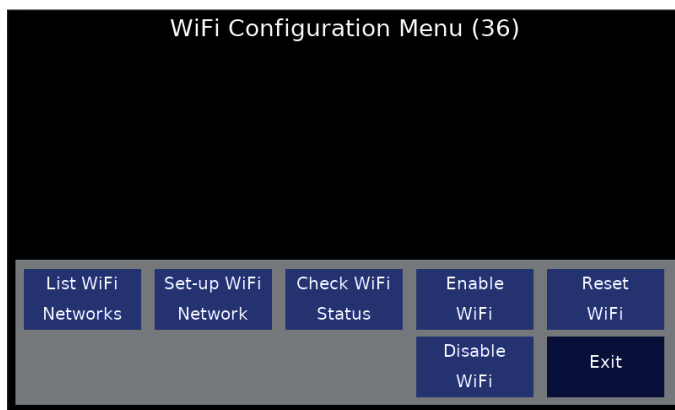 WiFi Configuration Menu (36)
List WiFi
Networks
Set-up WiFi
Network
Check WiFi
Status
Enable
WiFi
Reset
WiFi
Disable
WiFi
Exit